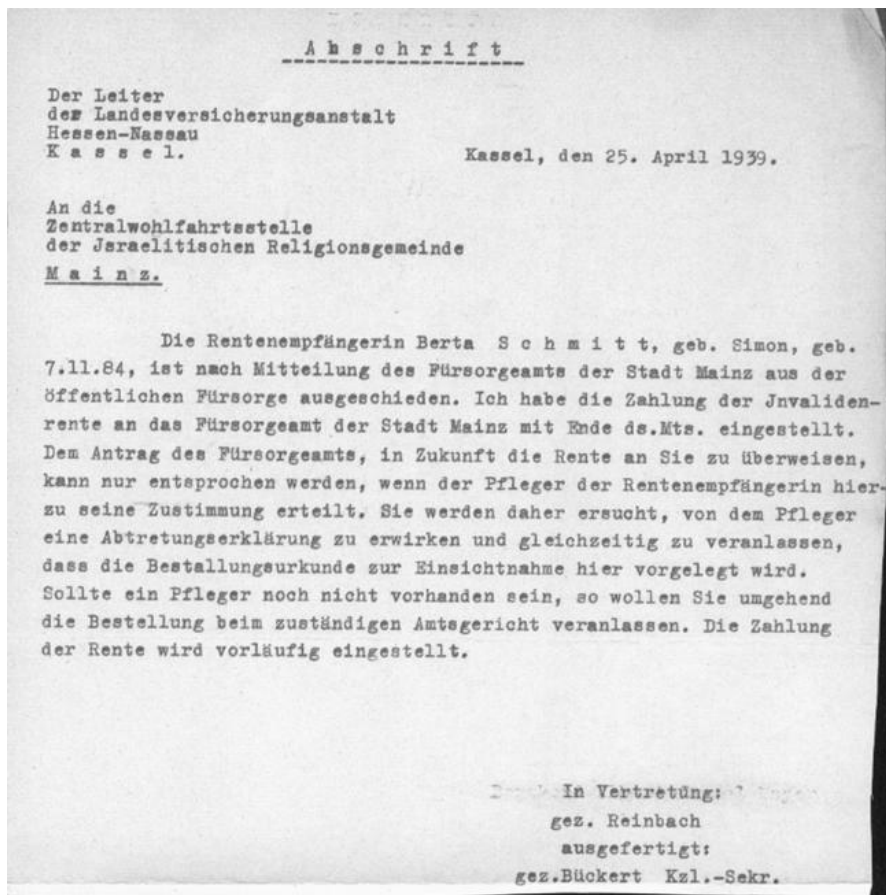 A b s c h r i f t
Der Leiter
der Landesversicherungsanstalt
Hessen-Nassau
K a s s e l.
Kassel, den 25. April 1939.
An die
Zentralwohlfahrtsstelle
der Jsraelitischen Religionsgemeinde
M a i n z.
Die Rentenempfängerin Berta S c h m i t t, geb. Simon, geb.
7.11.84, ist nach Mitteilung des Fürsorgeamts der Stadt Mainz aus der
öffentlichen Fürsorge ausgeschieden. Ich habe die Zahlung der Jnvaliden-
rente an das Fürsorgeamt der Stadt Mainz mit Ende ds.Mts. eingestellt.
Dem Antrag des Fürsorgeamts, in Zukunft die Rente an Sie zu überweisen,
kann nur entsprochen werden, wenn der Pfleger der Rentenempfängerin hier-
zu seine Zustimmung erteilt. Sie werden daher ersucht, von dem Pfleger
eine Abtretungserklärung zu erwirken und gleichzeitig zu veranlassen,
dass die Bestallungsurkunde zur Einsichtnahme hier vorgelegt wird.
Sollte ein Pfleger noch nicht vorhanden sein, so wollen Sie umgehend
die Bestellung beim zuständigen Amtsgericht veranlassen. Die Zahlung
der Rente wird vorläufig eingestellt.
In Vertretung:
gez. Reinbach
ausgefertigt:
gez.Bückert Kzl.-Sekr.